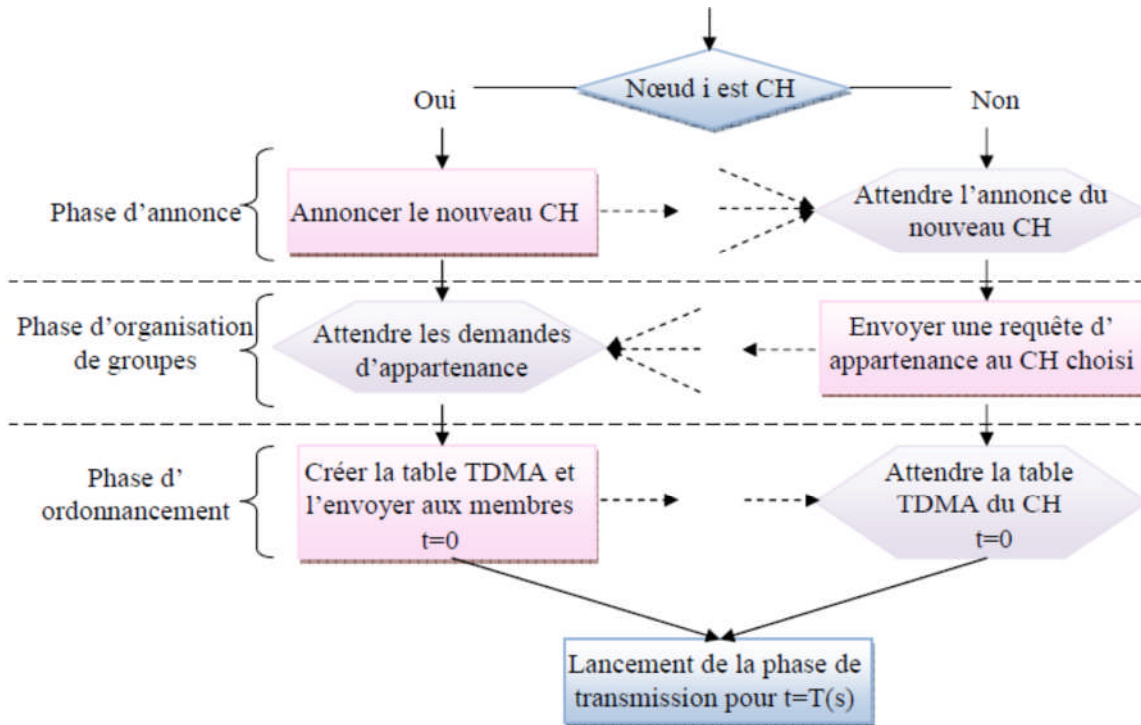 Nœud i est CH
Oui
Non
Phase d'annonce
Annoncer le nouveau CH
Attendre l'annonce du
nouveau CH
Phase d'organisation
de groupes
Attendre les demandes
d'appartenance
Envoyer une requête d'
appartenance au CH choisi
Phase d'
ordonnancement
Créer la table TDMA et
l'envoyer aux membres
t=0
Attendre la table
TDMA du CH
t=0
Lancement de la phase de
transmission pour t=T(s)